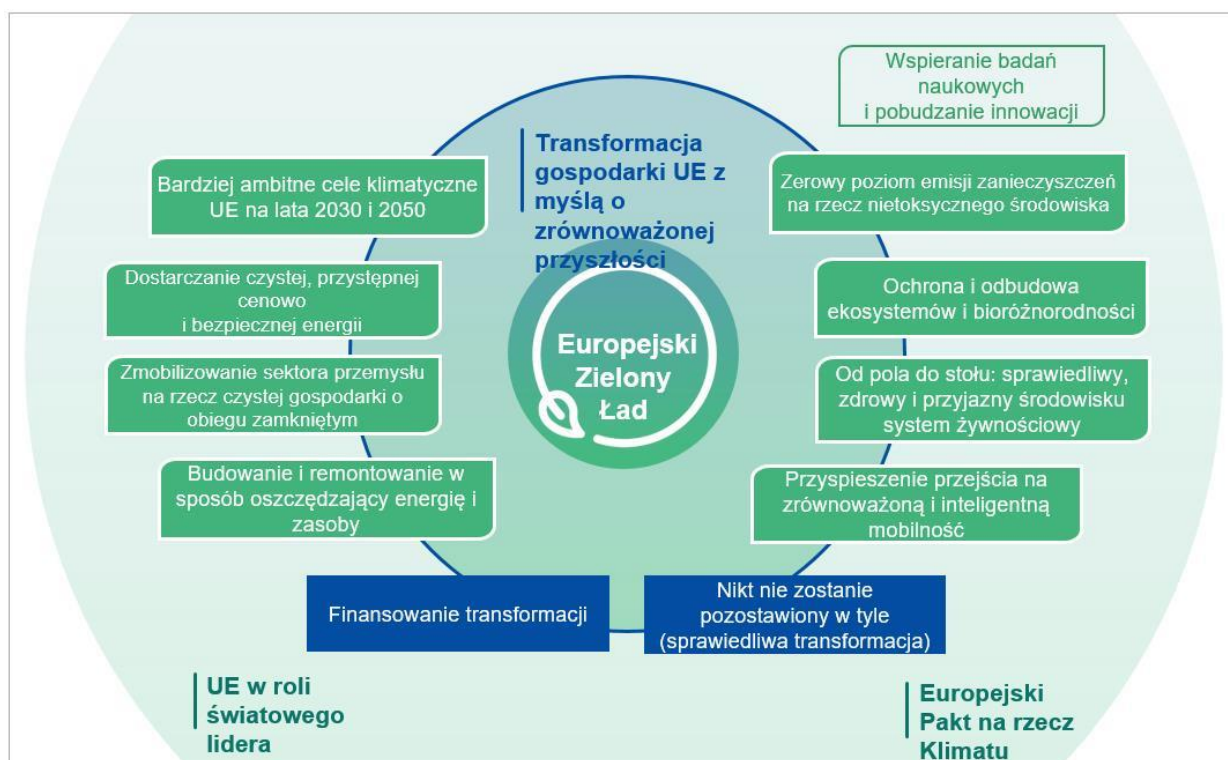 Wspieranie badań
naukowych
i pobudzanie innowacji
Transformacja
gospodarki UE z
myślą o
zrównoważonej
przyszłości
Bardziej ambitne cele klimatyczne
UE na lata 2030 i 2050
Zerowy poziom emisji zanieczyszczeń
na rzecz nietoksycznego środowiska
Dostarczanie czystej, przystępnej
cenowo
i bezpiecznej energii
Ochrona i odbudowa
ekosystemów i bioróżnorodności
Europejski
Zielony
Ład
Zmobilizowanie sektora przemysłu
na rzecz czystej gospodarki o
obiegu zamkniętym
Od pola do stołu: sprawiedliwy,
zdrowy i przyjazny środowisku
system żywnościowy
Budowanie i remontowanie w
sposób oszczędzający energię i
zasoby
Przyspieszenie przejścia na
zrównoważoną i inteligentną
mobilność
Finansowanie transformacji
Nikt nie zostanie
pozostawiony w tyle
(sprawiedliwa transformacja)
UE w roli
światowego
lidera
Europejski
Pakt na rzecz
Klimatu